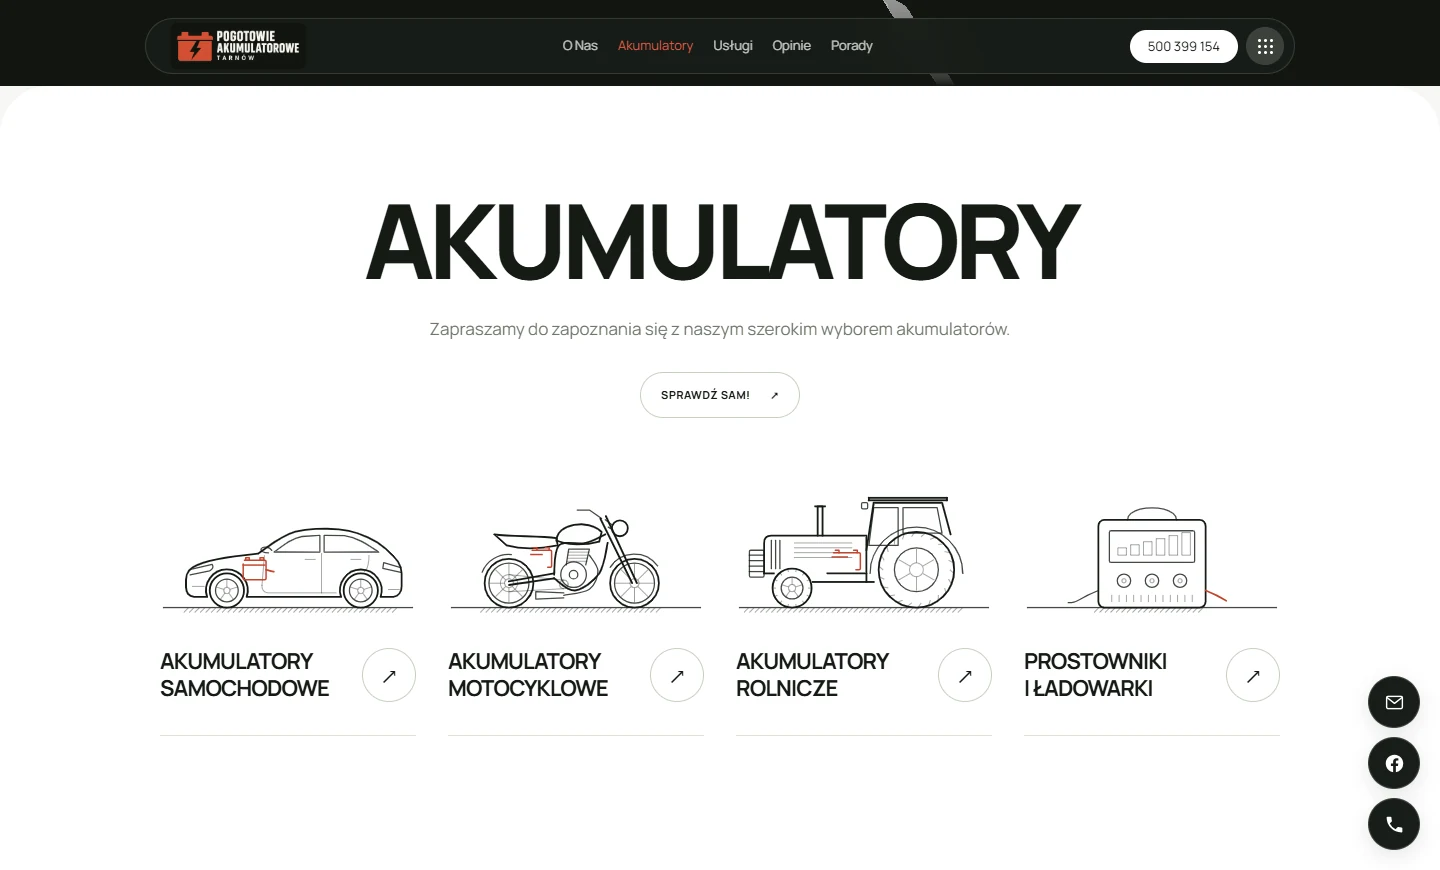 POGOTOWIE
AKUMULATOROWE
TARNÓW
O Nas
Akumulatory
Usługi
Opinie
Porady
500 399 154
AKUMULATORY
Zapraszamy do zapoznania się z naszym szerokim wyborem akumulatorów.
SPRAWDŹ SAM!
AKUMULATORY
SAMOCHODOWE
AKUMULATORY
MOTOCYKLOWE
AKUMULATORY
ROLNICZE
PROSTOWNIKI
I ŁADOWARKI